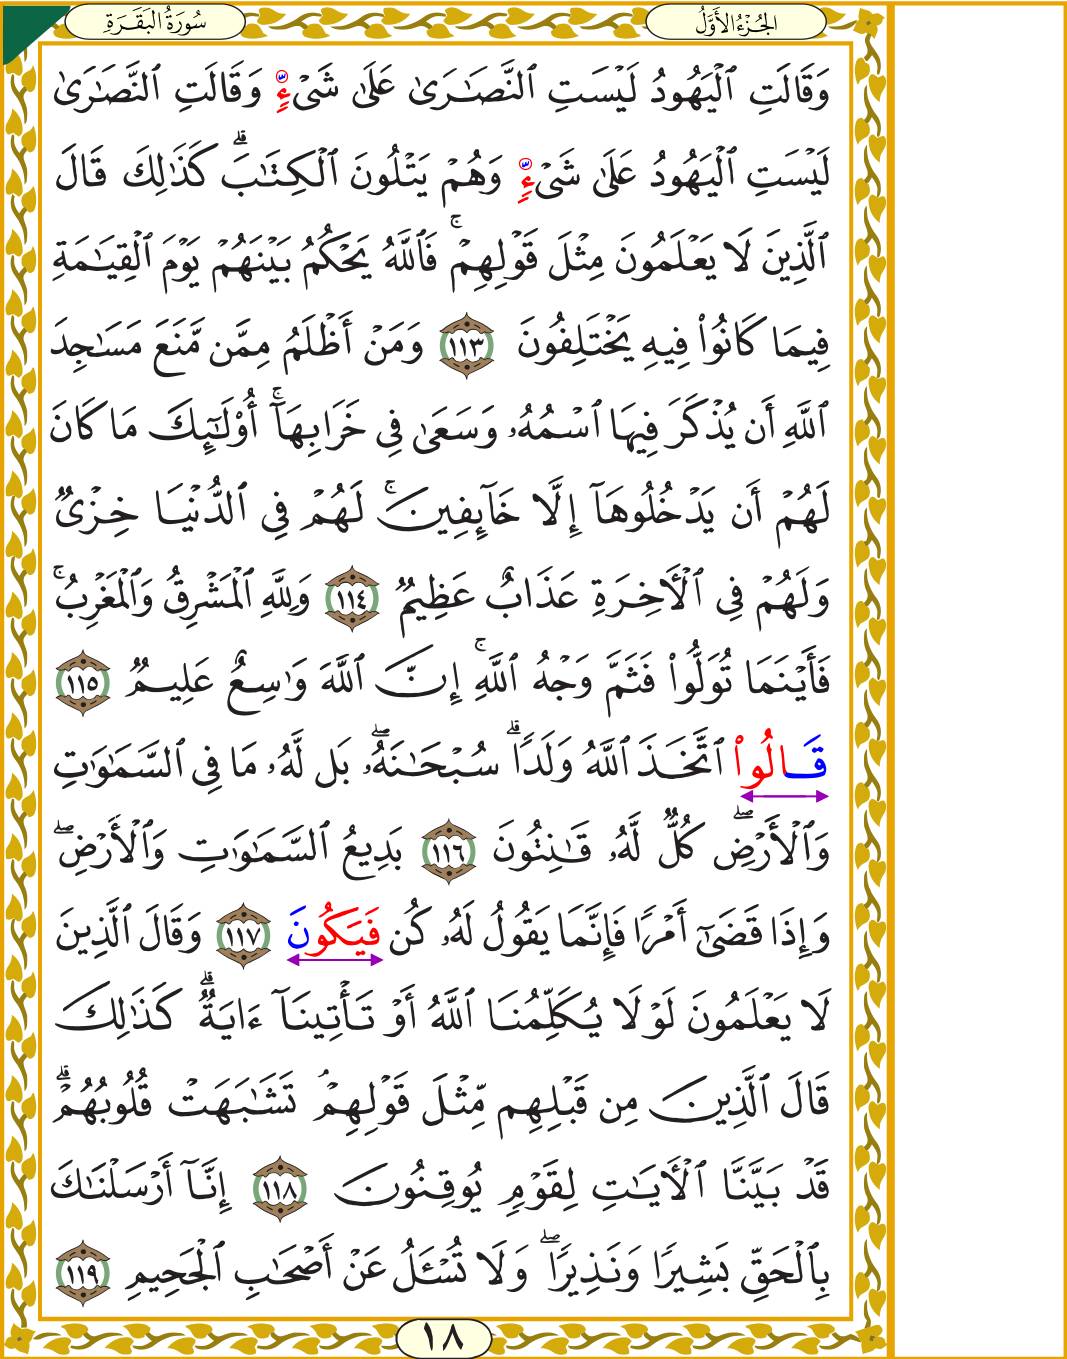 سُورَةُ البَقَرَةِ
الجُزْءُ الأَوَّلُ
وَقَالَتِ ٱلۡيَهُودُ لَيۡسَتِ ٱلنَّصَٰرَىٰ عَلَىٰ شَيۡءٖ وَقَالَتِ ٱلنَّصَٰرَىٰ
لَيۡسَتِ ٱلۡيَهُودُ عَلَىٰ شَيۡءٖ وَهُمۡ يَتۡلُونَ ٱلۡكِتَٰبَۗ كَذَٰلِكَ قَالَ
ٱلَّذِينَ لَا يَعۡلَمُونَ مِثۡلَ قَوۡلِهِمۡۚ فَٱللَّهُ يَحۡكُمُ بَيۡنَهُمۡ يَوۡمَ ٱلۡقِيَٰمَةِ
فِيمَا كَانُواْ فِيهِ يَخۡتَلِفُونَ ١١٣ وَمَنۡ أَظۡلَمُ مِمَّن مَّنَعَ مَسَٰجِدَ
ٱللَّهِ أَن يُذۡكَرَ فِيهَا ٱسۡمُهُۥ وَسَعَىٰ فِي خَرَابِهَآۚ أُوْلَٰٓئِكَ مَا كَانَ
لَهُمۡ أَن يَدۡخُلُوهَآ إِلَّا خَآئِفِينَۚ لَهُمۡ فِي ٱلدُّنۡيَا خِزۡيٞ
وَلَهُمۡ فِي ٱلۡأٓخِرَةِ عَذَابٌ عَظِيمٞ ١١٤ وَلِلَّهِ ٱلۡمَشۡرِقُ وَٱلۡمَغۡرِبُۚ
فَأَيۡنَمَا تُوَلُّواْ فَثَمَّ وَجۡهُ ٱللَّهِۚ إِنَّ ٱللَّهَ وَٰسِعٌ عَلِيمٞ ١١٥
قَالُواْ ٱتَّخَذَ ٱللَّهُ وَلَدٗاۗ سُبۡحَٰنَهُۥۖ بَل لَّهُۥ مَا فِي ٱلسَّمَٰوَٰتِ
وَٱلۡأَرۡضِۖ كُلّٞ لَّهُۥ قَٰنِتُونَ ١١٦ بَدِيعُ ٱلسَّمَٰوَٰتِ وَٱلۡأَرۡضِۖ
وَإِذَا قَضَىٰٓ أَمۡرٗا فَإِنَّمَا يَقُولُ لَهُۥ كُن فَيَكُونَ ١١٧ وَقَالَ ٱلَّذِينَ
لَا يَعۡلَمُونَ لَوۡلَا يُكَلِّمُنَا ٱللَّهُ أَوۡ تَأۡتِينَآ ءَايَةٞۗ كَذَٰلِكَ
قَالَ ٱلَّذِينَ مِن قَبۡلِهِم مِّثۡلَ قَوۡلِهِمۡۘ تَشَٰبَهَتۡ قُلُوبُهُمۡۗ
قَدۡ بَيَّنَّا ٱلۡأٓيَٰتِ لِقَوۡمٖ يُوقِنُونَ ١١٨ إِنَّآ أَرۡسَلۡنَٰكَ
بِٱلۡحَقِّ بَشِيرٗا وَنَذِيرٗاۖ وَلَا تُسۡـَٔلُ عَنۡ أَصۡحَٰبِ ٱلۡجَحِيمِ ١١٩
١٨